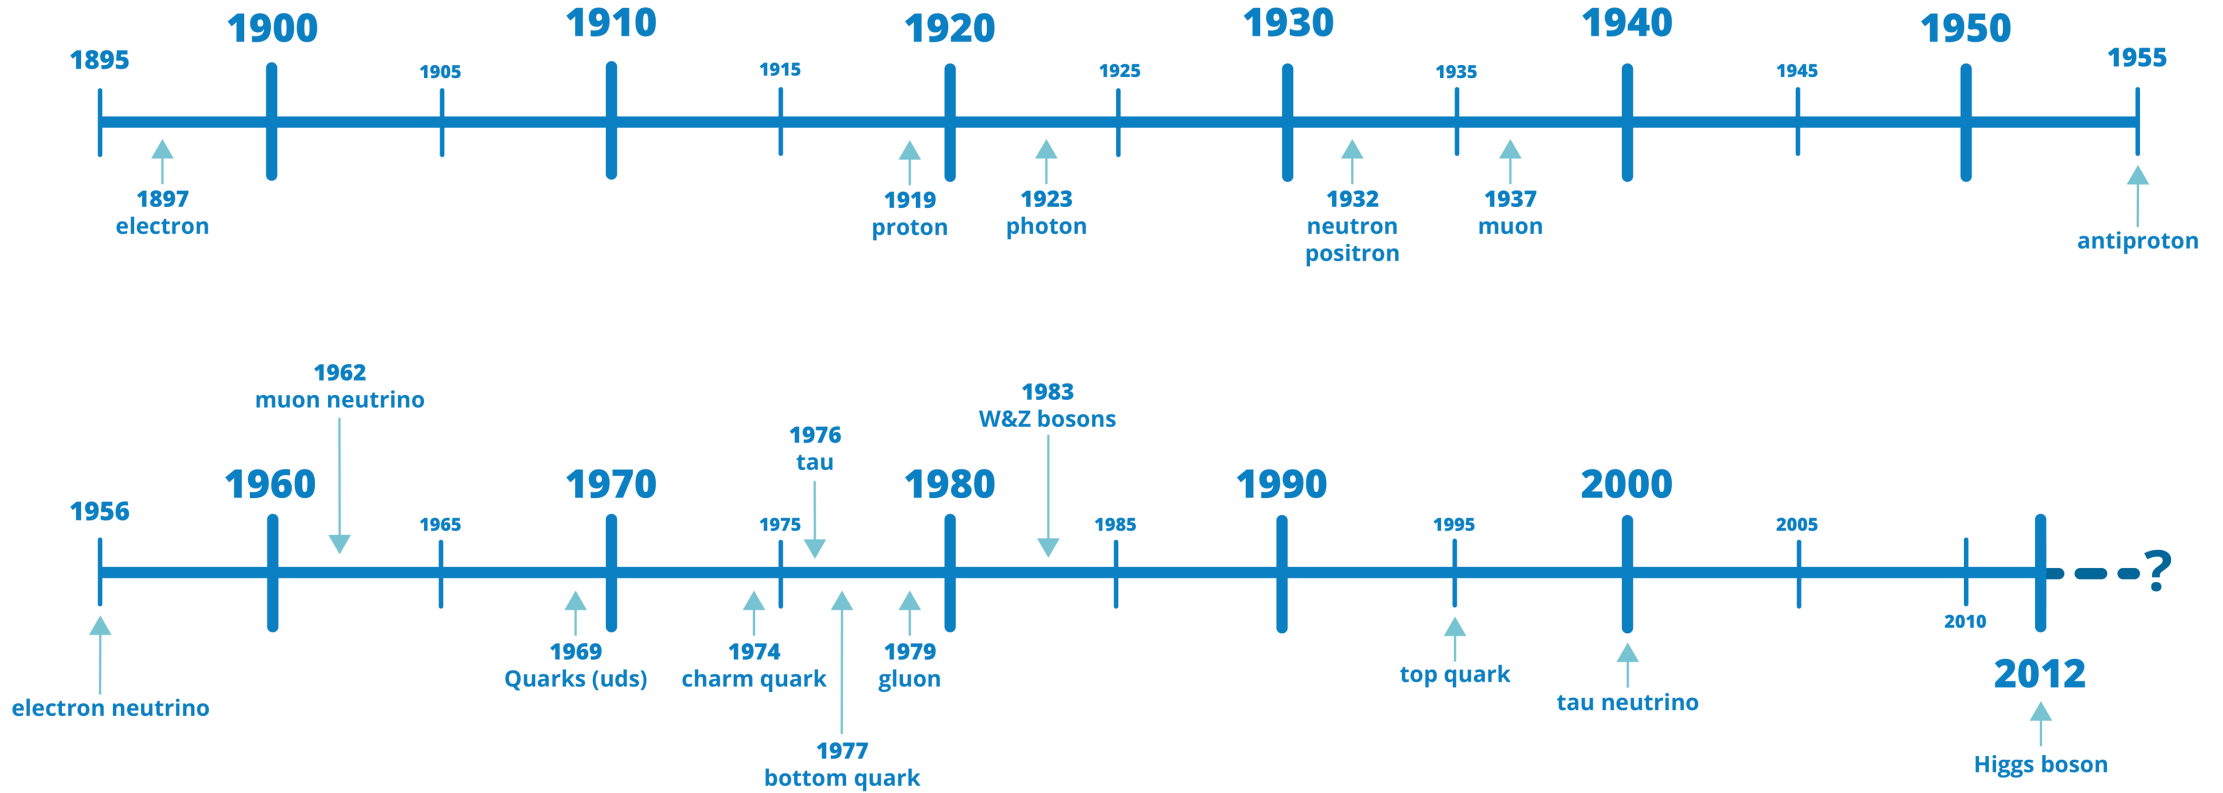 1895
1900
1905
1910
1915
1920
1925
1930
1935
1940
1945
1950
1955
1897
electron
1919
proton
1923
photon
1932
neutron
positron
1937
muon
antiproton
1962
muon neutrino
1976
tau
1983
W&Z bosons
1956
1960
1965
1970
1975
1980
1985
1990
1995
2000
2005
2010
2012
?
electron neutrino
1969
Quarks (uds)
1974
charm quark
1977
bottom quark
1979
gluon
top quark
tau neutrino
Higgs boson